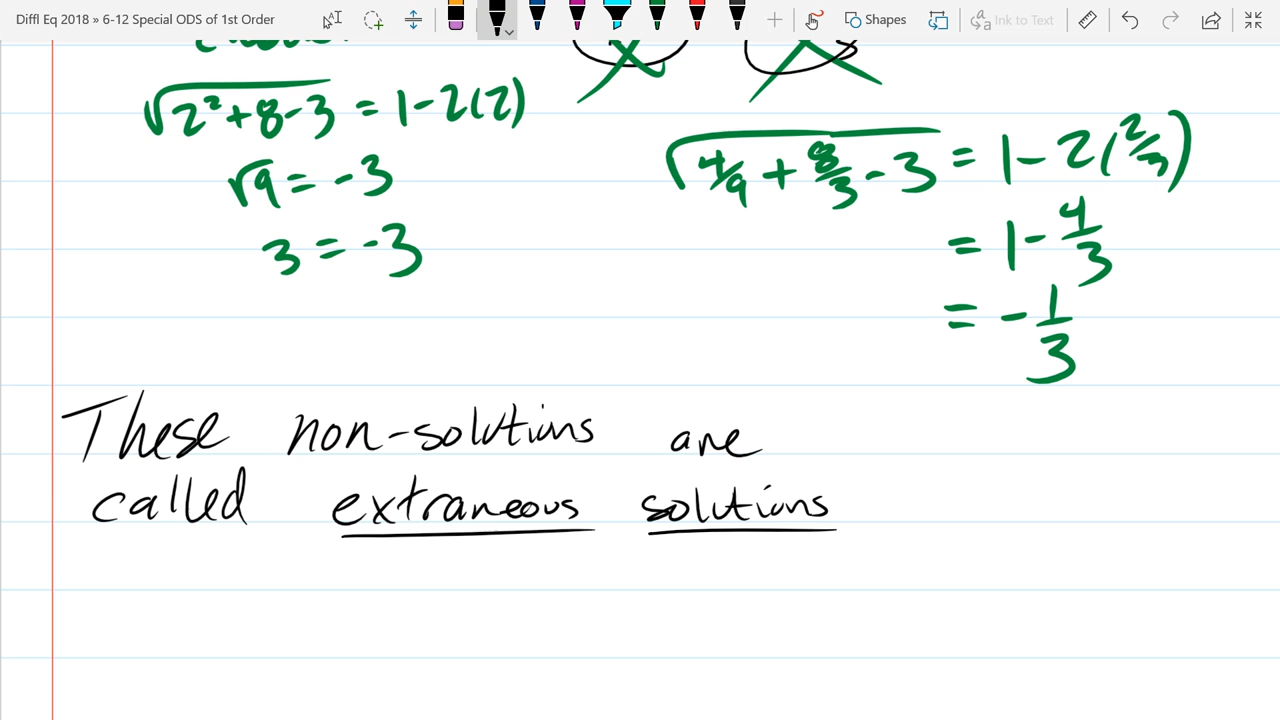 Diffl Eq 2018 » 6-12 Special ODS of 1st Order
Shapes
Ink to Text
√(2² + 8 - 3) = 1 - 2(2)
√9 = -3
3 = -3
√(4/9 + 8/3 - 3) = 1 - 2(2/3)
= 1 - 4/3
= - 1/3
These non-solutions are
called extraneous solutions